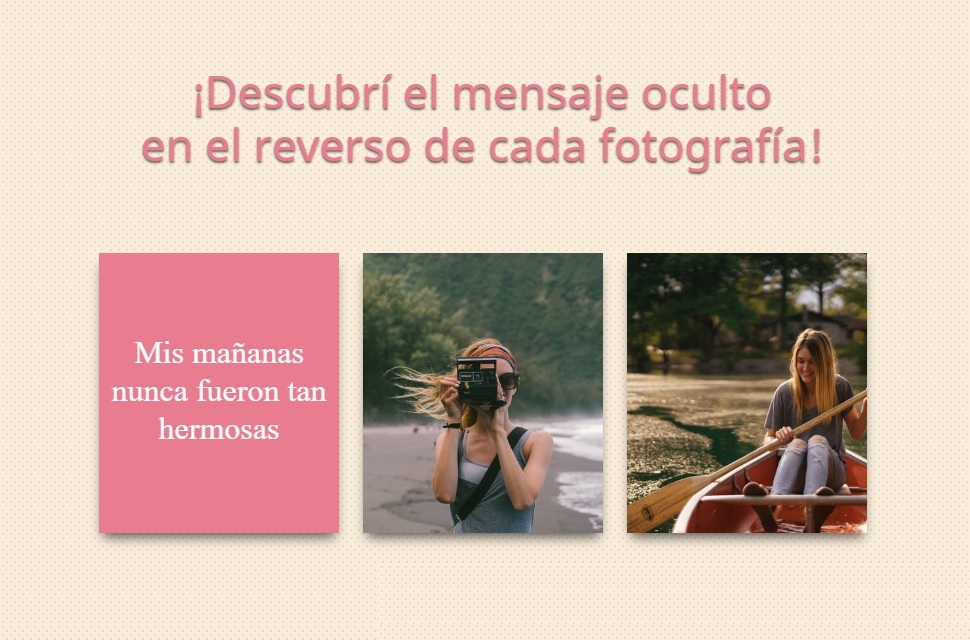 ¡Descubrí el mensaje oculto
en el reverso de cada fotografía!
Mis mañanas
nunca fueron tan
hermosas